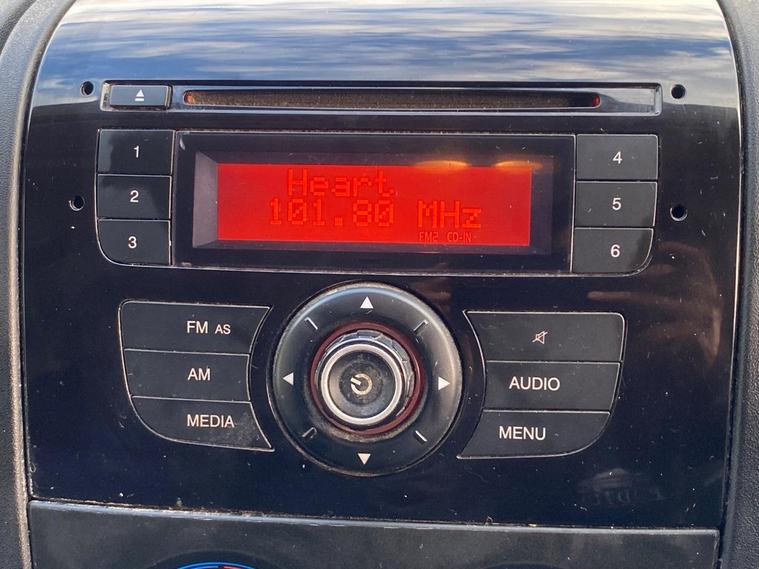 1
2
3
Heart
101.80 MHz
FM2 CD-IN
4
5
6
FM AS
AM
MEDIA
AUDIO
MENU